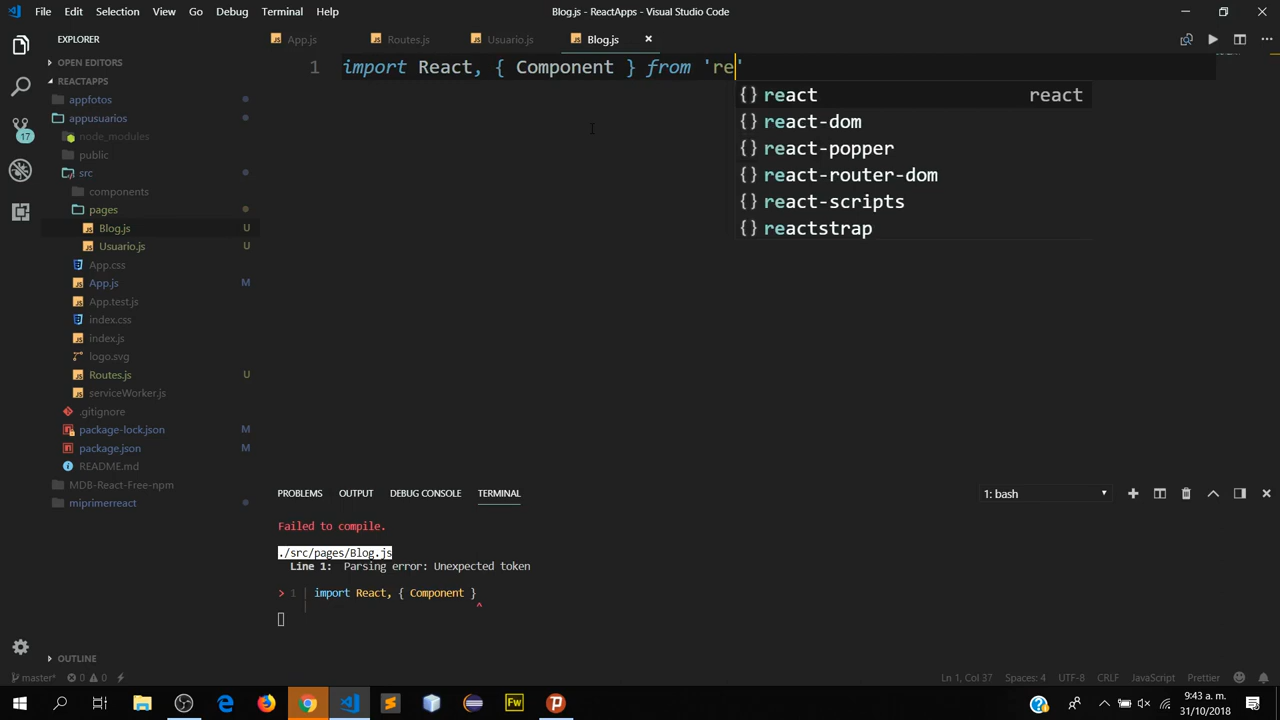 File Edit Selection View Go Debug Terminal Help
Blog.js - ReactApps - Visual Studio Code
EXPLORER
App.js Routes.js Usuario.js Blog.js
OPEN EDITORS
REACTAPPS
appfotos
appusuarios
node_modules
public
src
components
pages
Blog.js U
Usuario.js U
App.css
App.js M
App.test.js
index.css
index.js
logo.svg
Routes.js U
serviceWorker.js
.gitignore
package-lock.json M
package.json M
README.md
MDB-React-Free-npm
miprimerreact
17
1 import React, { Component } from 're'
{} react react
{} react-dom
{} react-popper
{} react-router-dom
{} react-scripts
{} reactstrap
PROBLEMS OUTPUT DEBUG CONSOLE TERMINAL
1: bash
Failed to compile.
./src/pages/Blog.js
Line 1: Parsing error: Unexpected token
> 1 | import React, { Component }
| ^
OUTLINE
master* 0 0
Ln 1, Col 37 Spaces: 4 UTF-8 CRLF JavaScript Prettier
Fw
9:43 a. m.
31/10/2018